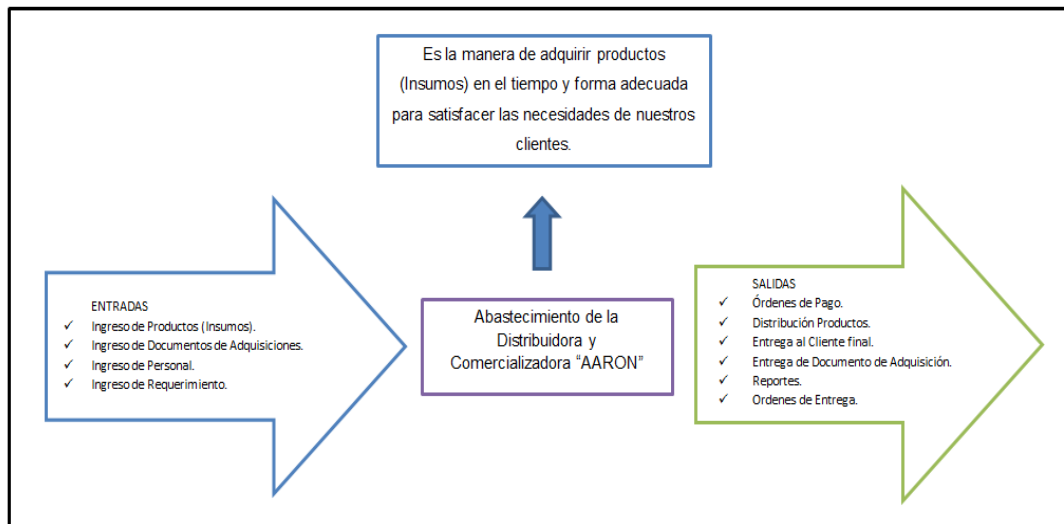 Es la manera de adquirir productos
(Insumos) en el tiempo y forma adecuada
para satisfacer las necesidades de nuestros
clientes.
ENTRADAS
✓ Ingreso de Productos (Insumos).
✓ Ingreso de Documentos de Adquisiciones.
✓ Ingreso de Personal.
✓ Ingreso de Requerimiento.
Abastecimiento de la
Distribuidora y
Comercializadora “AARON”
SALIDAS
✓ Órdenes de Pago.
✓ Distribución Productos.
✓ Entrega al Cliente final.
✓ Entrega de Documento de Adquisición.
✓ Reportes.
✓ Ordenes de Entrega.